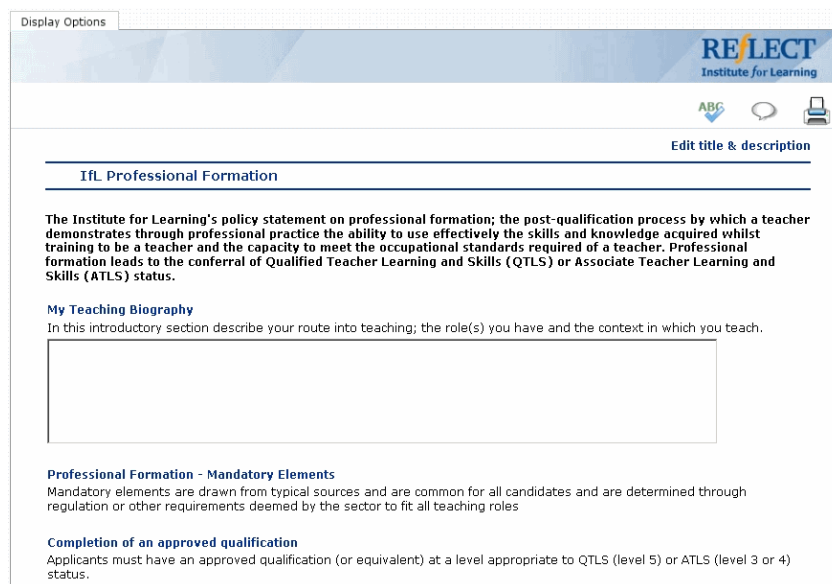 Display Options
REfLECT
Institute for Learning
ABC
Edit title & description
IfL Professional Formation
The Institute for Learning's policy statement on professional formation; the post-qualification process by which a teacher
demonstrates through professional practice the ability to use effectively the skills and knowledge acquired whilst
training to be a teacher and the capacity to meet the occupational standards required of a teacher. Professional
formation leads to the conferral of Qualified Teacher Learning and Skills (QTLS) or Associate Teacher Learning and
Skills (ATLS) status.
My Teaching Biography
In this introductory section describe your route into teaching; the role(s) you have and the context in which you teach.
Professional Formation - Mandatory Elements
Mandatory elements are drawn from typical sources and are common for all candidates and are determined through
regulation or other requirements deemed by the sector to fit all teaching roles
Completion of an approved qualification
Applicants must have an approved qualification (or equivalent) at a level appropriate to QTLS (level 5) or ATLS (level 3 or 4)
status.